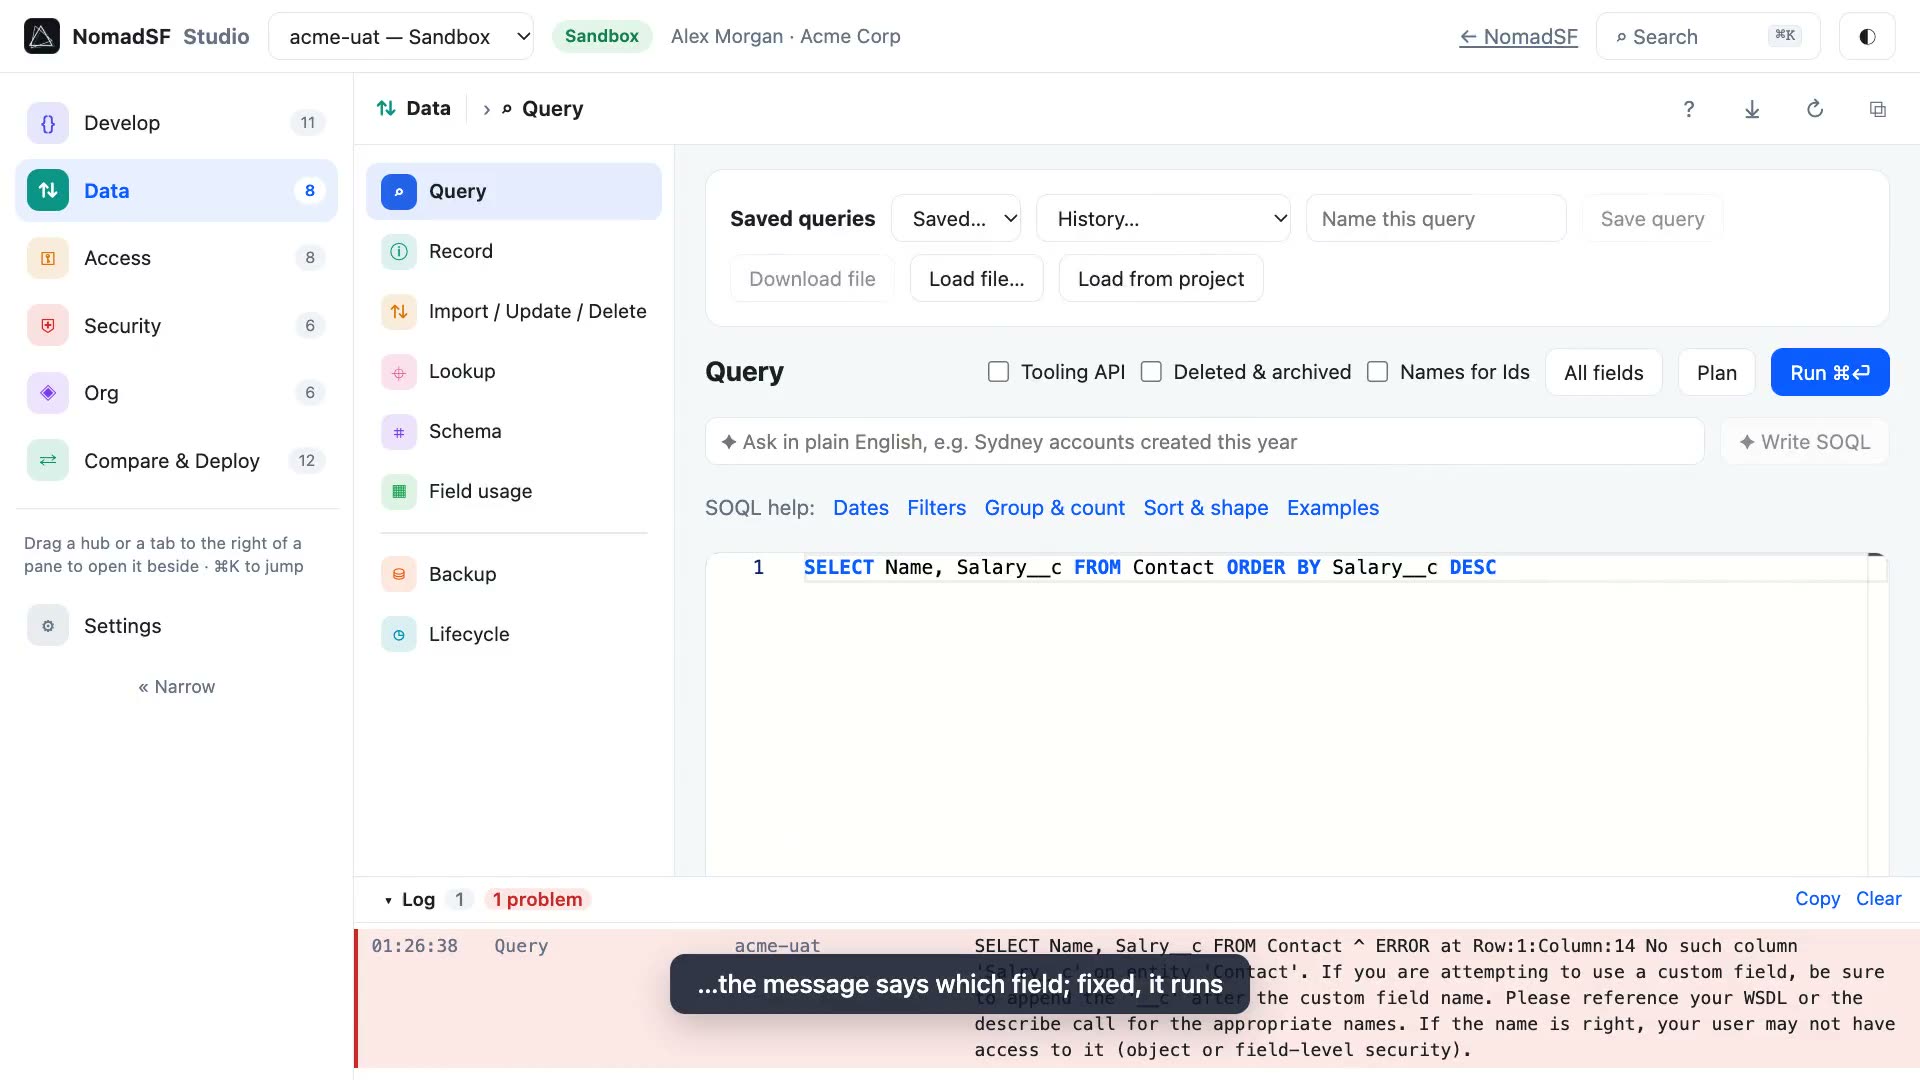 NomadSF Studio
acme-uat — Sandbox
Sandbox
Alex Morgan · Acme Corp
← NomadSF
Search
⌘K
Develop
11
Data
8
Access
8
Security
6
Org
6
Compare & Deploy
12
Drag a hub or a tab to the right of a
pane to open it beside · ⌘K to jump
Settings
« Narrow
Data
› Query
?
Query
Record
Import / Update / Delete
Lookup
Schema
Field usage
Backup
Lifecycle
Saved queries
Saved...
History...
Name this query
Save query
Download file
Load file...
Load from project
Query
Tooling API
Deleted & archived
Names for Ids
All fields
Plan
Run ⌘↵
✦ Ask in plain English, e.g. Sydney accounts created this year
✦ Write SOQL
SOQL help: Dates Filters Group & count Sort & shape Examples
1 SELECT Name, Salary__c FROM Contact ORDER BY Salary__c DESC
Log
1
1 problem
Copy
Clear
01:26:38 Query acme-uat SELECT Name, Salry__c FROM Contact ^ ERROR at Row:1:Column:14 No such column
'Salry__c' on entity 'Contact'. If you are attempting to use a custom field, be sure
to append the '__c' after the custom field name. Please reference your WSDL or the
describe call for the appropriate names. If the name is right, your user may not have
access to it (object or field-level security).
...the message says which field; fixed, it runs